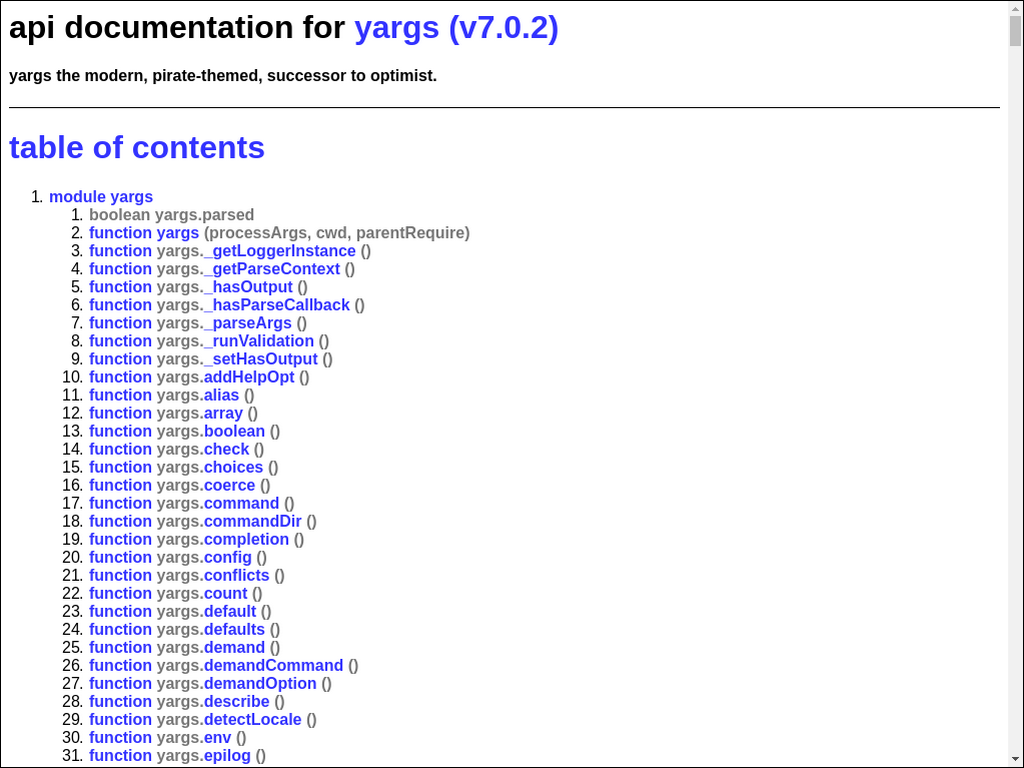 api documentation for yargs (v7.0.2)
yargs the modern, pirate-themed, successor to optimist.
table of contents
1. module yargs
1. boolean yargs.parsed
2. function yargs (processArgs, cwd, parentRequire)
3. function yargs._getLoggerInstance ()
4. function yargs._getParseContext ()
5. function yargs._hasOutput ()
6. function yargs._hasParseCallback ()
7. function yargs._parseArgs ()
8. function yargs._runValidation ()
9. function yargs._setHasOutput ()
10. function yargs.addHelpOpt ()
11. function yargs.alias ()
12. function yargs.array ()
13. function yargs.boolean ()
14. function yargs.check ()
15. function yargs.choices ()
16. function yargs.coerce ()
17. function yargs.command ()
18. function yargs.commandDir ()
19. function yargs.completion ()
20. function yargs.config ()
21. function yargs.conflicts ()
22. function yargs.count ()
23. function yargs.default ()
24. function yargs.defaults ()
25. function yargs.demand ()
26. function yargs.demandCommand ()
27. function yargs.demandOption ()
28. function yargs.describe ()
29. function yargs.detectLocale ()
30. function yargs.env ()
31. function yargs.epilog ()